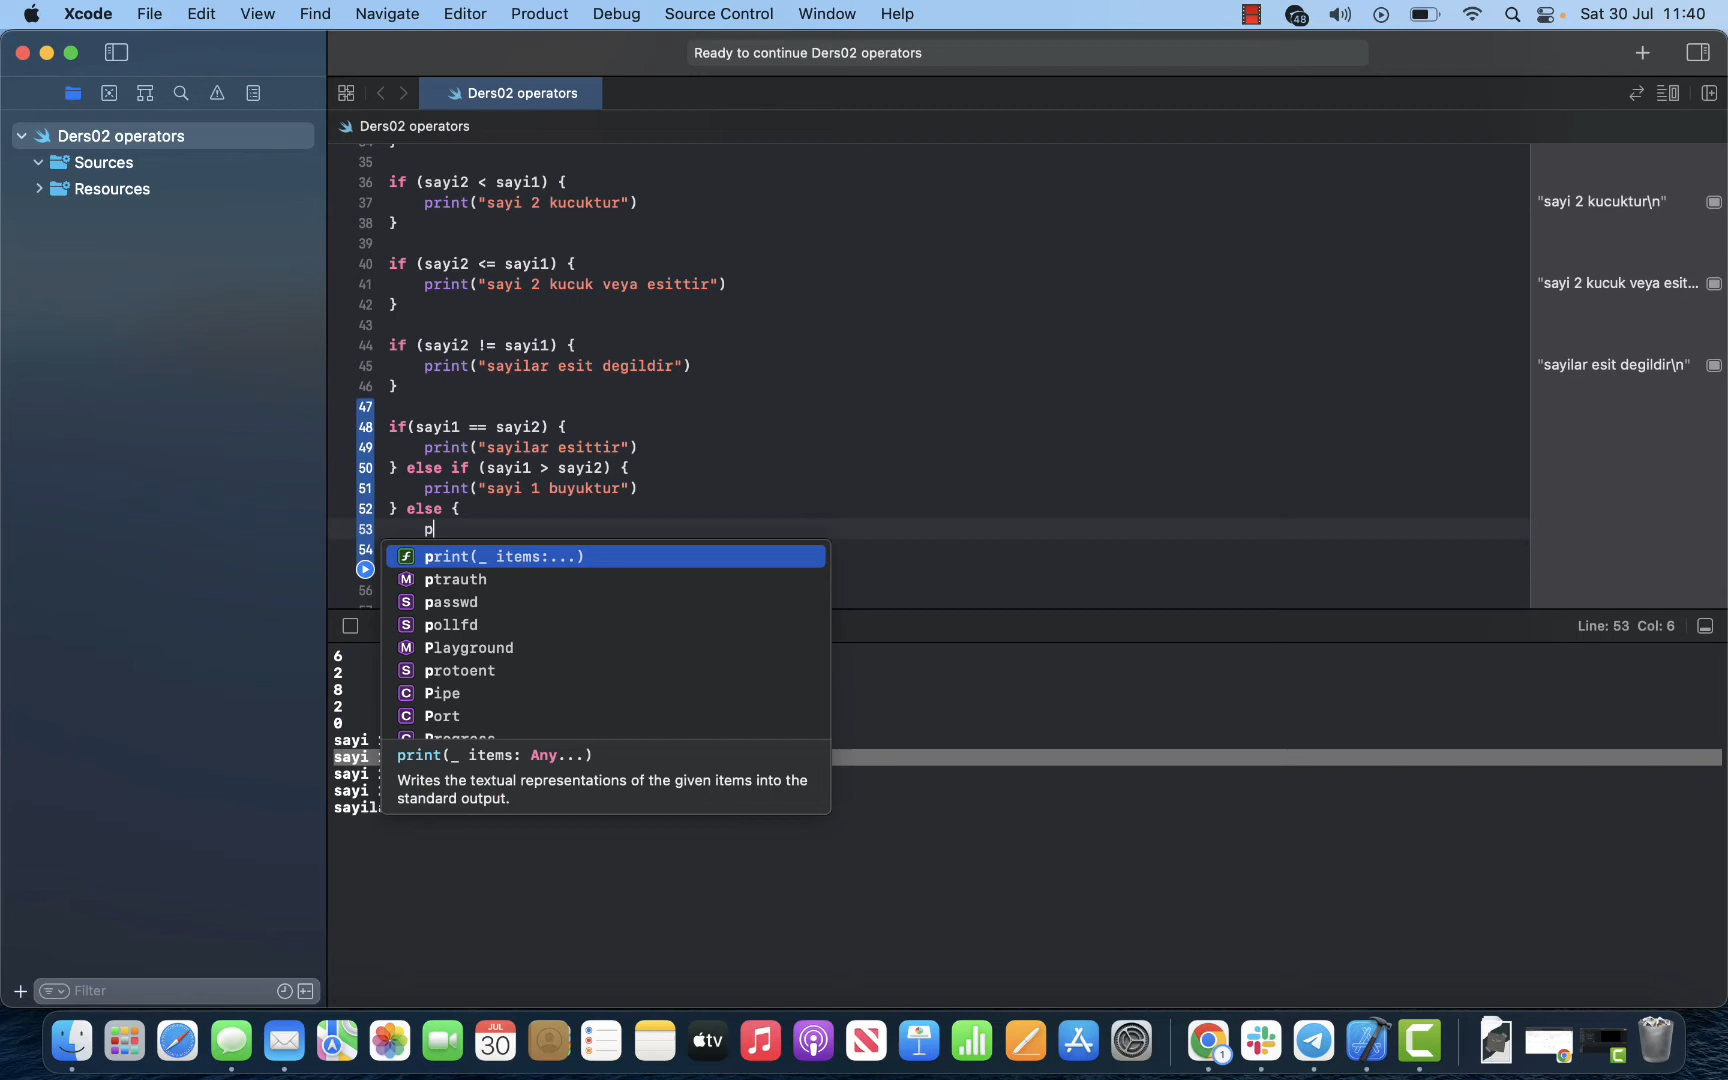 Xcode File Edit View Find Navigate Editor Product Debug Source Control Window Help
48
Sat 30 Jul 11:40
Ready to continue Ders02 operators
Ders02 operators
Ders02 operators
Ders02 operators
Sources
Resources
35
36 if (sayi2 < sayi1) {
37 print("sayi 2 kucuktur")
38 }
39
40 if (sayi2 <= sayi1) {
41 print("sayi 2 kucuk veya esittir")
42 }
43
44 if (sayi2 != sayi1) {
45 print("sayilar esit degildir")
46 }
47
48 if(sayi1 == sayi2) {
49 print("sayilar esittir")
50 } else if (sayi1 > sayi2) {
51 print("sayi 1 buyuktur")
52 } else {
53 p
54
56
"sayi 2 kucuktur\n"
"sayi 2 kucuk veya esit...
"sayilar esit degildir\n"
print(_ items:...)
ptrauth
passwd
pollfd
Playground
protoent
Pipe
Port
Progress
print(_ items: Any...)
Writes the textual representations of the given items into the
standard output.
Line: 53 Col: 6
6
2
8
2
0
sayi
sayi
sayi
sayi
Filter
JUL
30
tv
1